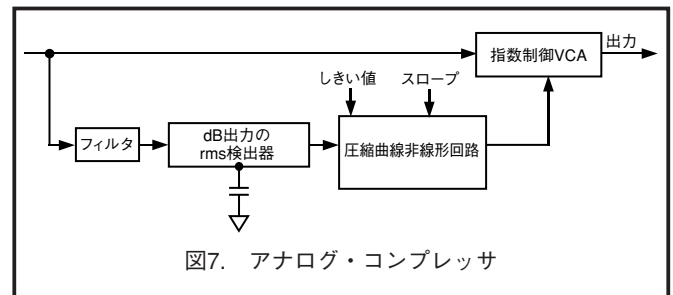 出力
指数制御VCA
しきい値
スロープ
フィルタ
dB出力の
rms検出器
圧縮曲線非線形回路
図7. アナログ・コンプレッサ